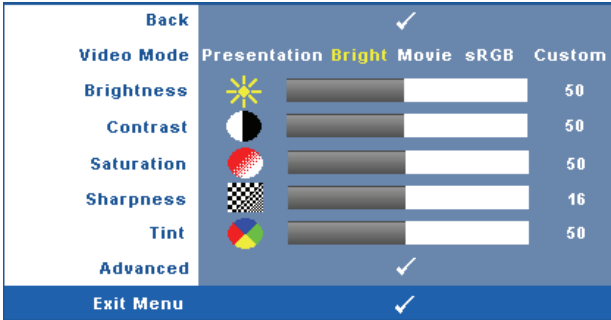 Back
Video Mode Presentation Bright Movie sRGB Custom
Brightness 50
Contrast 50
Saturation 50
Sharpness 16
Tint 50
Advanced
Exit Menu